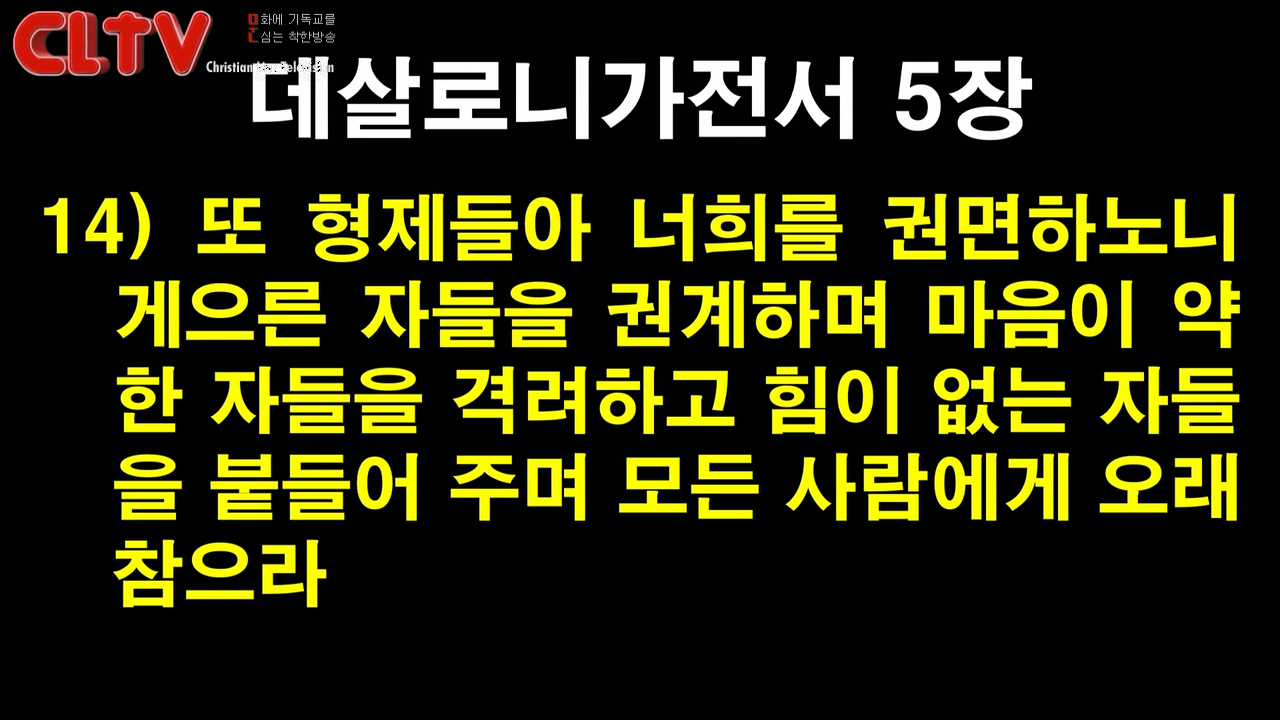 CLTV
문화에 기독교를
심는 착한방송
Christian
데살로니가전서 5장
14) 또 형제들아 너희를 권면하노니
게으른 자들을 권계하며 마음이 약
한 자들을 격려하고 힘이 없는 자들
을 붙들어 주며 모든 사람에게 오래
참으라